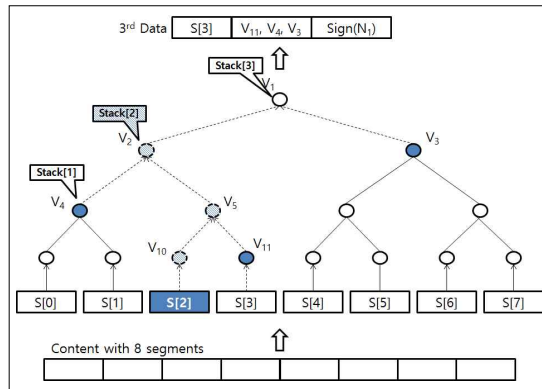 3rd Data S[3] V11, V4, V3 Sign(N1)
Stack[3]
V1
Stack[2]
V2
V3
Stack[1]
V4
V5
V10
V11
S[0] S[1] S[2] S[3] S[4] S[5] S[6] S[7]
Content with 8 segments